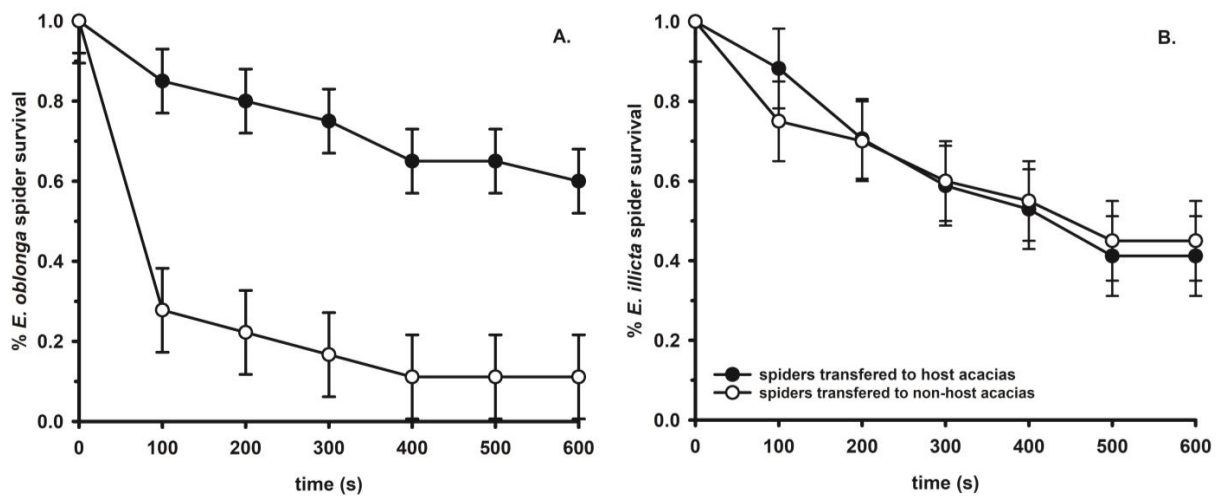 A.
% E. oblonga spider survival
1.0
0.8
0.6
0.4
0.2
0.0
0 100 200 300 400 500 600
time (s)
B.
% E. illicta spider survival
1.0
0.8
0.6
0.4
0.2
0.0
spiders transfered to host acacias
spiders transfered to non-host acacias
0 100 200 300 400 500 600
time (s)